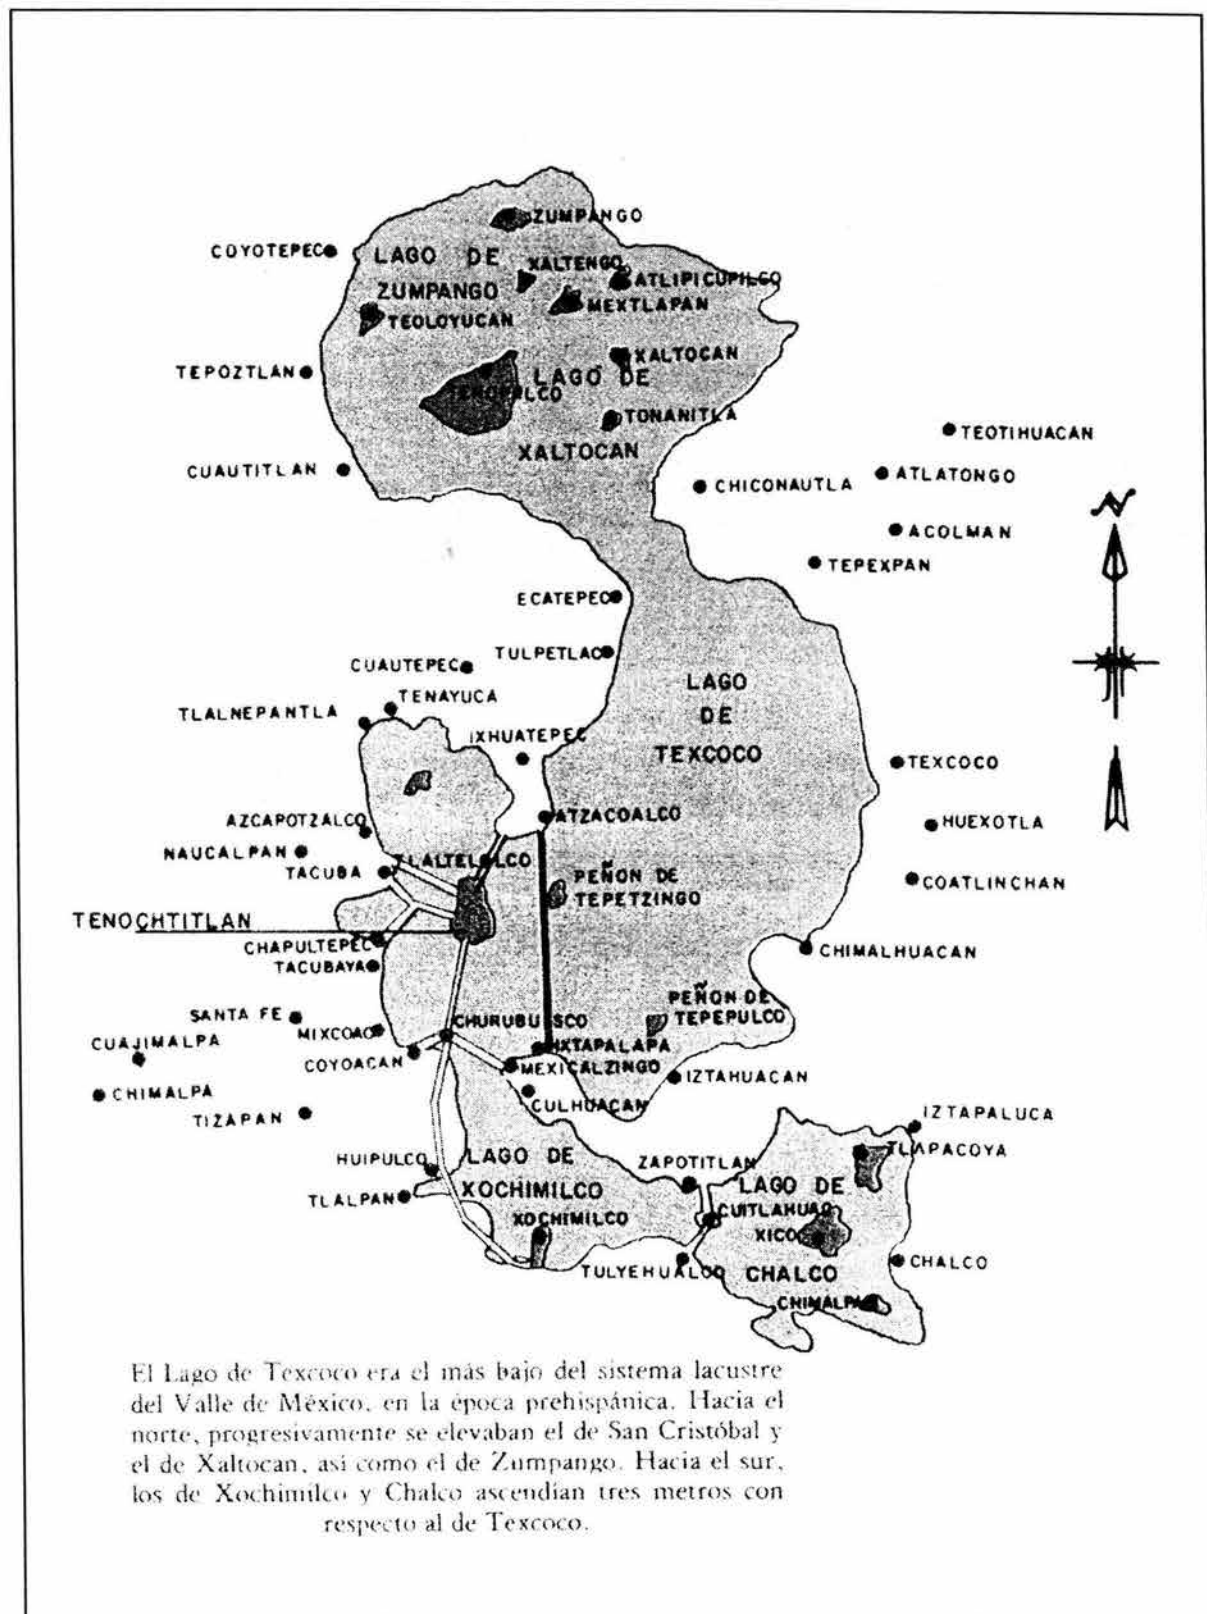 ZUMPANGO
COYOTEPEC
LAGO DE
ZUMPANGO
XALTENGO
ATLIPICUPILCO
MEXTLAPAN
TEOLOYUCAN
XALTOCAN
TEPOZTLAN
LAGO DE
TONANITLA
XALTOCAN
TEOTIHUACAN
CUAUTITLAN
CHICONAUTLA
ATLATONGO
N
ACOLMAN
TEPEXPAN
ECATEPEC
TULPETLAC
CUAUTEPEC
LAGO
DE
TEXCOCO
TENAYUCA
TLALNEPANTLA
IXHUATEPEC
TEXCOCO
ATZACOALCO
AZCAPOTZALCO
HUEXOTLA
NAUCALPAN
TLALTELOLCO
TACUBA
PEÑON DE
TEPETZINGO
COATLINCHAN
TENOCHTITLAN
CHAPULTEPEC
TACUBAYA
CHIMALHUACAN
PEÑON DE
TEPEPULCO
SANTA FE
MIXCOAC
CHURUBUSCO
CUAJIMALPA
COYOACAN
IXTAPALAPA
MEXICALZINGO
IZTAHUACAN
CHIMALPA
CULHUACAN
TIZAPAN
IZTAPALUCA
TLAPACOYA
HUIPULCO
LAGO DE
XOCHIMILCO
ZAPOTITLAN
LAGO DE
TLALPAN
CUITLAHUAC
XOCHIMILCO
XICO
TULYEHUALCO
CHALCO
CHALCO
CHIMALPA
El Lago de Texcoco era el más bajo del sistema lacustre
del Valle de México, en la época prehispánica. Hacia el
norte, progresivamente se elevaban el de San Cristóbal y
el de Xaltocan, así como el de Zumpango. Hacia el sur,
los de Xochimilco y Chalco ascendían tres metros con
respecto al de Texcoco.